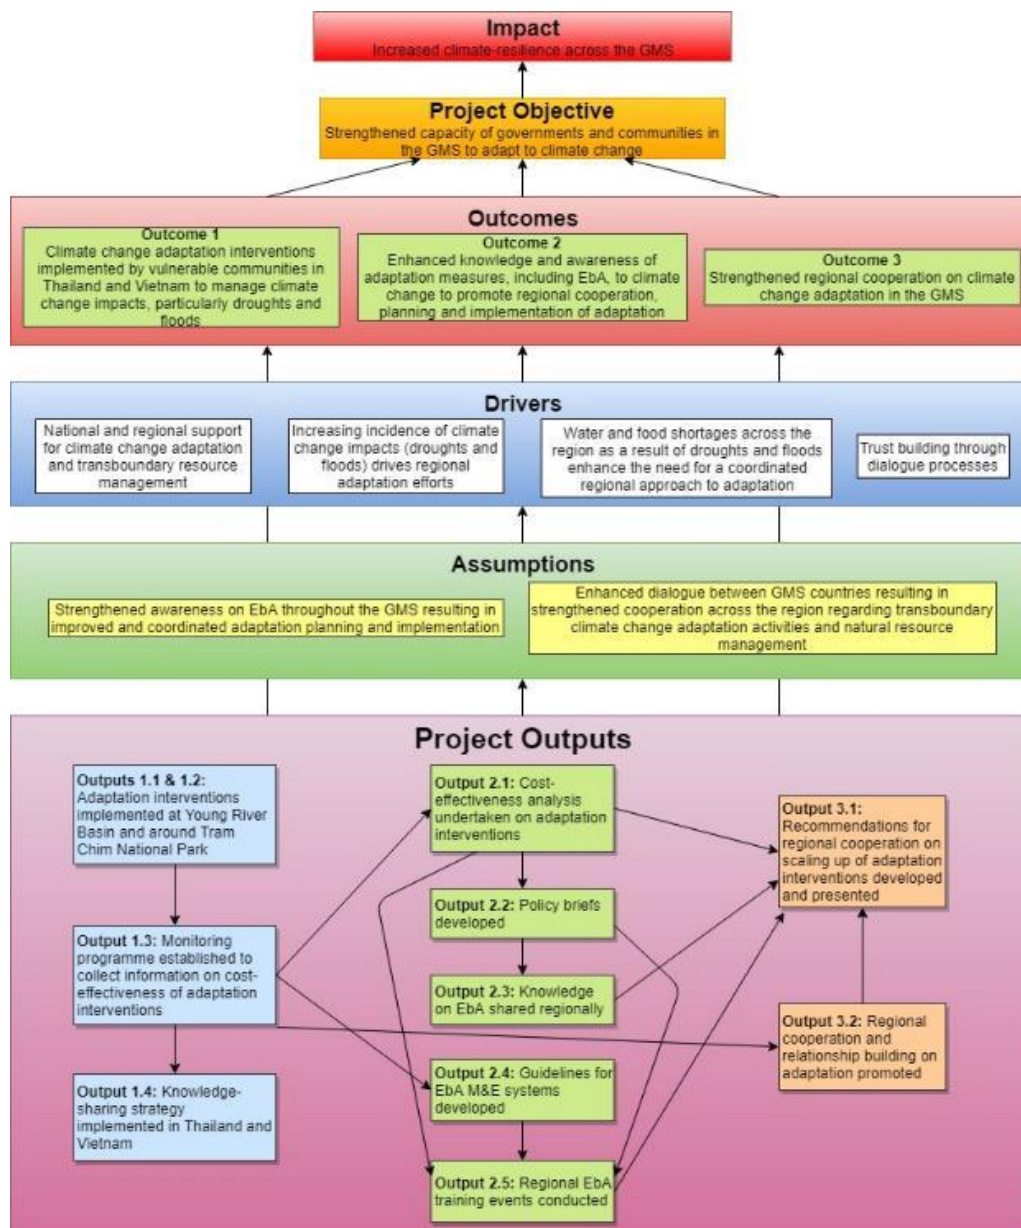 Impact
Increased climate-resilience across the GMS
Project Objective
Strengthened capacity of governments and communities in
the GMS to adapt to climate change
Outcomes
Outcome 1
Climate change adaptation interventions
implemented by vulnerable communities in
Thailand and Vietnam to manage climate
change impacts, particularly droughts and
floods
Outcome 2
Enhanced knowledge and awareness of
adaptation measures, including EbA, to climate
change to promote regional cooperation,
planning and implementation of adaptation
Outcome 3
Strengthened regional cooperation on climate
change adaptation in the GMS
Drivers
National and regional support
for climate change adaptation
and transboundary resource
management
Increasing incidence of climate
change impacts (droughts and
floods) drives regional
adaptation efforts
Water and food shortages across the
region as a result of droughts and floods
enhance the need for a coordinated
regional approach to adaptation
Trust building through
dialogue processes
Assumptions
Strengthened awareness on EbA throughout the GMS resulting in
improved and coordinated adaptation planning and implementation
Enhanced dialogue between GMS countries resulting in
strengthened cooperation across the region regarding transboundary
climate change adaptation activities and natural resource
management
Project Outputs
Outputs 1.1 & 1.2:
Adaptation interventions
implemented at Young River
Basin and around Tram
Chim National Park
Output 1.3: Monitoring
programme established to
collect information on cost-
effectiveness of adaptation
interventions
Output 1.4: Knowledge-
sharing strategy
implemented in Thailand and
Vietnam
Output 2.1: Cost-
effectiveness analysis
undertaken on adaptation
interventions
Output 2.2: Policy briefs
developed
Output 2.3: Knowledge
on EbA shared regionally
Output 2.4: Guidelines for
EbA M&E systems
developed
Output 2.5: Regional EbA
training events conducted
Output 3.1:
Recommendations for
regional cooperation on
scaling up of adaptation
interventions developed
and presented
Output 3.2: Regional
cooperation and
relationship building on
adaptation promoted